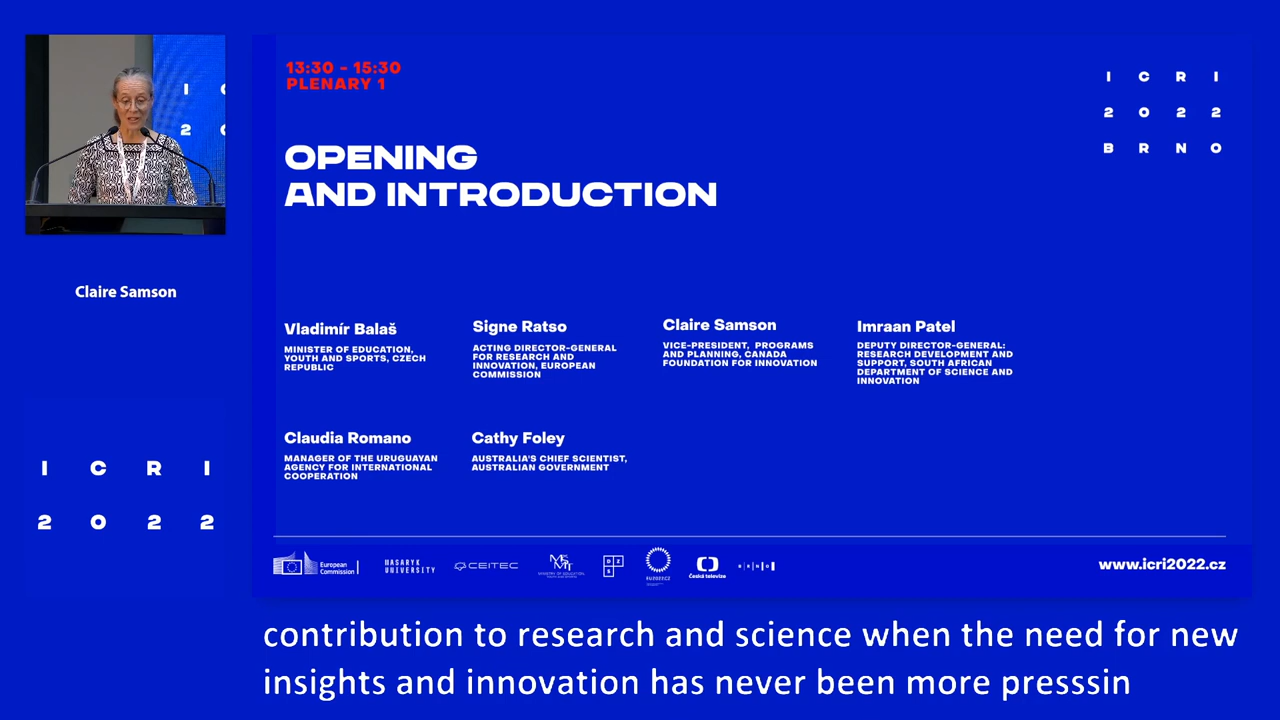 13:30 - 15:30
PLENARY 1
I C R I
2 0 2 2
B R N O
OPENING
AND INTRODUCTION
I C
2 0
Claire Samson
Vladimír Balaš
MINISTER OF EDUCATION,
YOUTH AND SPORTS, CZECH
REPUBLIC
Signe Ratso
ACTING DIRECTOR-GENERAL
FOR RESEARCH AND
INNOVATION, EUROPEAN
COMMISSION
Claire Samson
VICE-PRESIDENT, PROGRAMS
AND PLANNING, CANADA
FOUNDATION FOR INNOVATION
Imraan Patel
DEPUTY DIRECTOR-GENERAL:
RESEARCH DEVELOPMENT AND
SUPPORT, SOUTH AFRICAN
DEPARTMENT OF SCIENCE AND
INNOVATION
Claudia Romano
MANAGER OF THE URUGUAYAN
AGENCY FOR INTERNATIONAL
COOPERATION
Cathy Foley
AUSTRALIA'S CHIEF SCIENTIST,
AUSTRALIAN GOVERNMENT
I C R I
2 0 2 2
European
Commission
MASARYK
UNIVERSITY
CEITEC
Česká televize
B R N O
www.icri2022.cz
contribution to research and science when the need for new
insights and innovation has never been more presssin